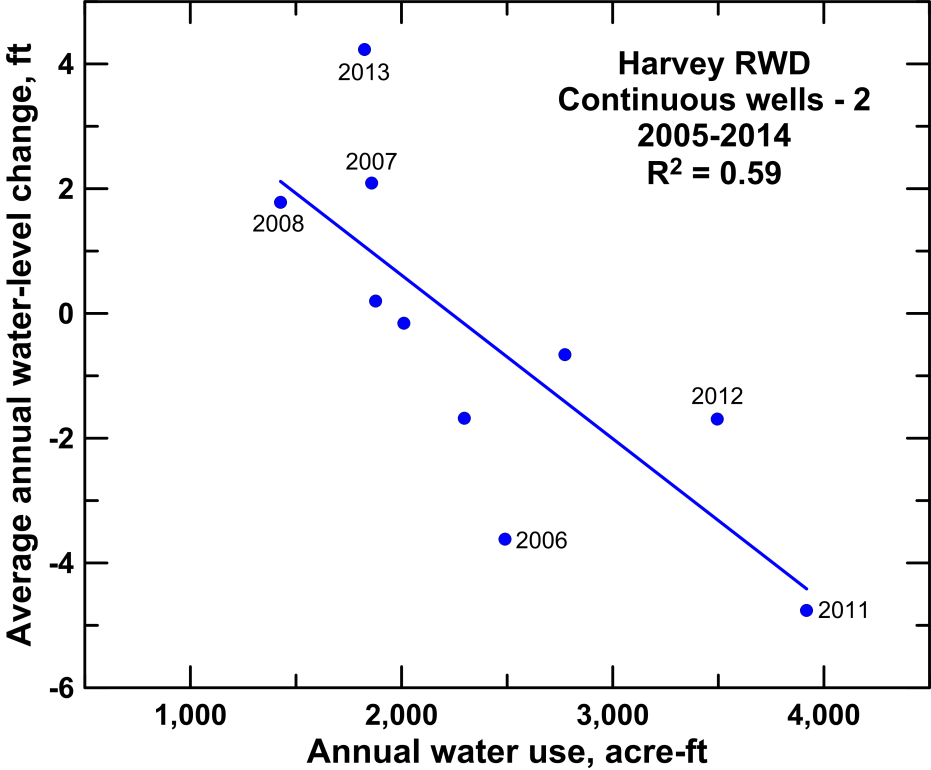 Harvey RWD
Continuous wells - 2
2005-2014
R² = 0.59
Average annual water-level change, ft
4
2
0
-2
-4
-6
2013
2007
2008
2012
2006
2011
1,000 2,000 3,000 4,000
Annual water use, acre-ft